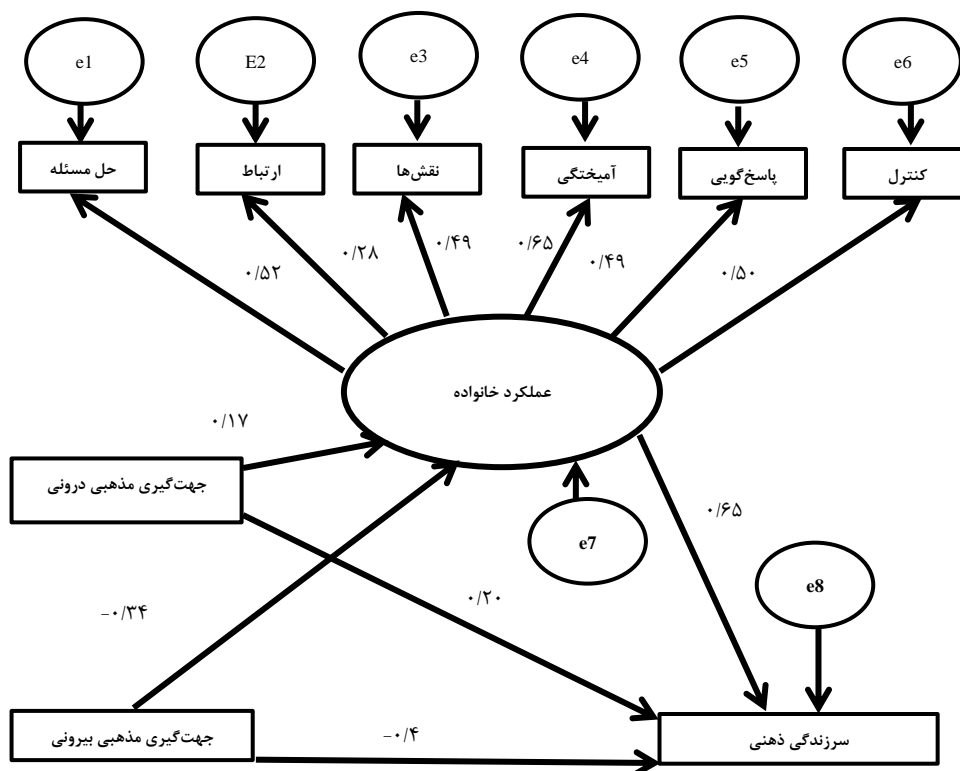 e1
E2
e3
e4
e5
e6
حل مسئله
ارتباط
نقش‌ها
آمیختگی
پاسخ‌گویی
کنترل
۰/۵۲
۰/۲۸
۰/۴۹
۰/۶۵
۰/۴۹
۰/۵۰
عملکرد خانواده
۰/۱۷
جهت‌گیری مذهبی درونی
e7
۰/۶۵
e8
۰/۲۰
-۰/۳۴
جهت‌گیری مذهبی بیرونی
-۰/۴
سرزندگی ذهنی